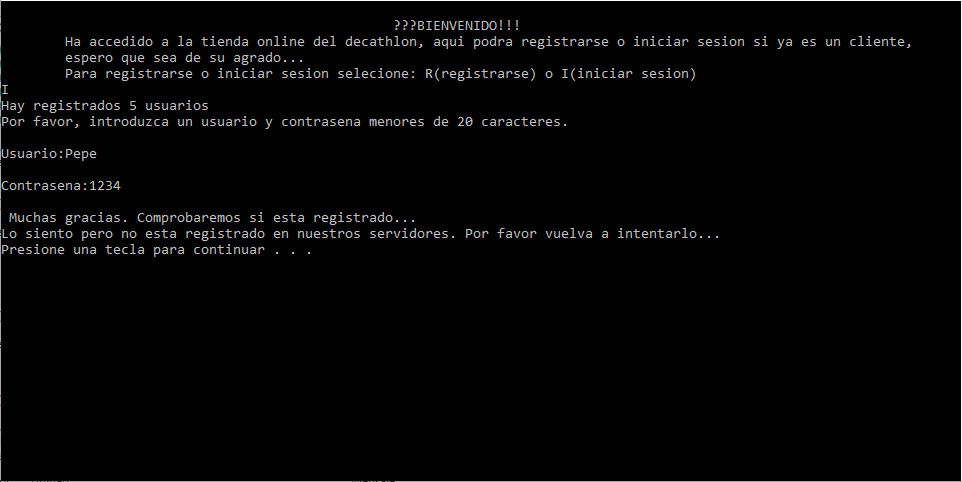 ???BIENVENIDO!!!
Ha accedido a la tienda online del decathlon, aqui podra registrarse o iniciar sesion si ya es un cliente,
espero que sea de su agrado...
Para registrarse o iniciar sesion selecione: R(registrarse) o I(iniciar sesion)
I
Hay registrados 5 usuarios
Por favor, introduzca un usuario y contrasena menores de 20 caracteres.
Usuario:Pepe
Contrasena:1234
Muchas gracias. Comprobaremos si esta registrado...
Lo siento pero no esta registrado en nuestros servidores. Por favor vuelva a intentarlo...
Presione una tecla para continuar . . .